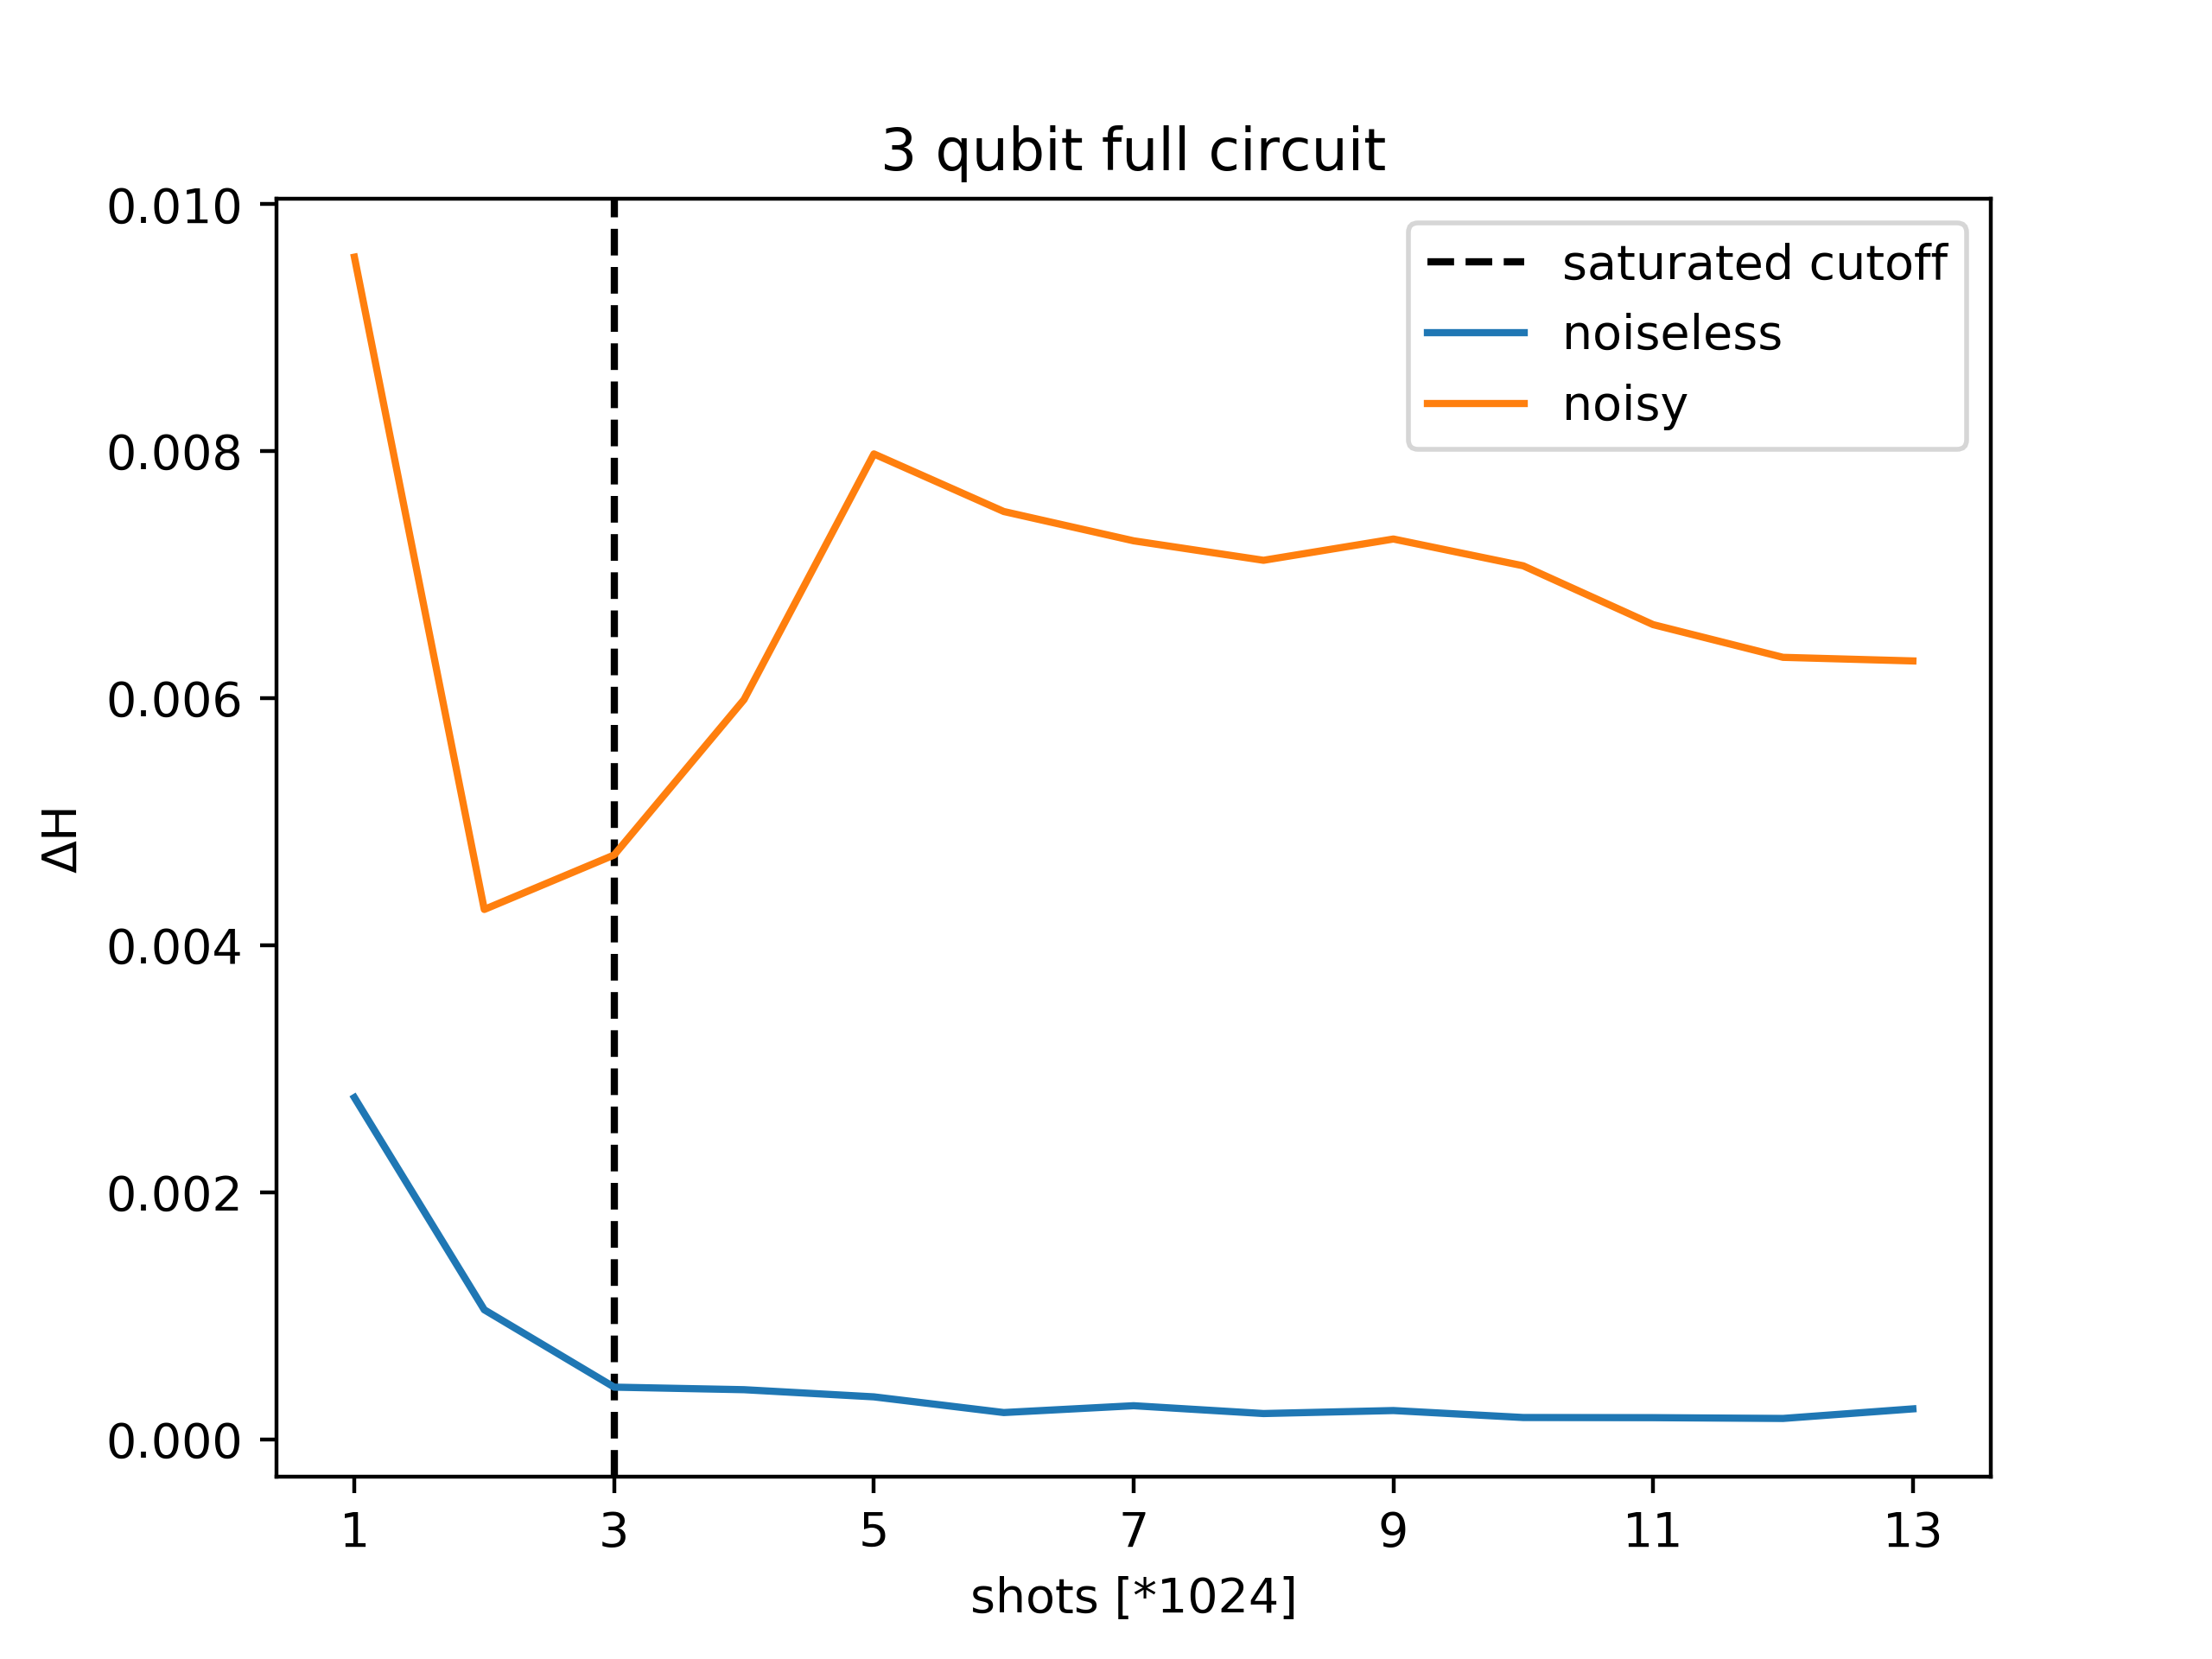 3 qubit full circuit
0.010
0.008
0.006
0.004
0.002
0.000
ΔH
saturated cutoff
noiseless
noisy
1 3 5 7 9 11 13
shots [*1024]